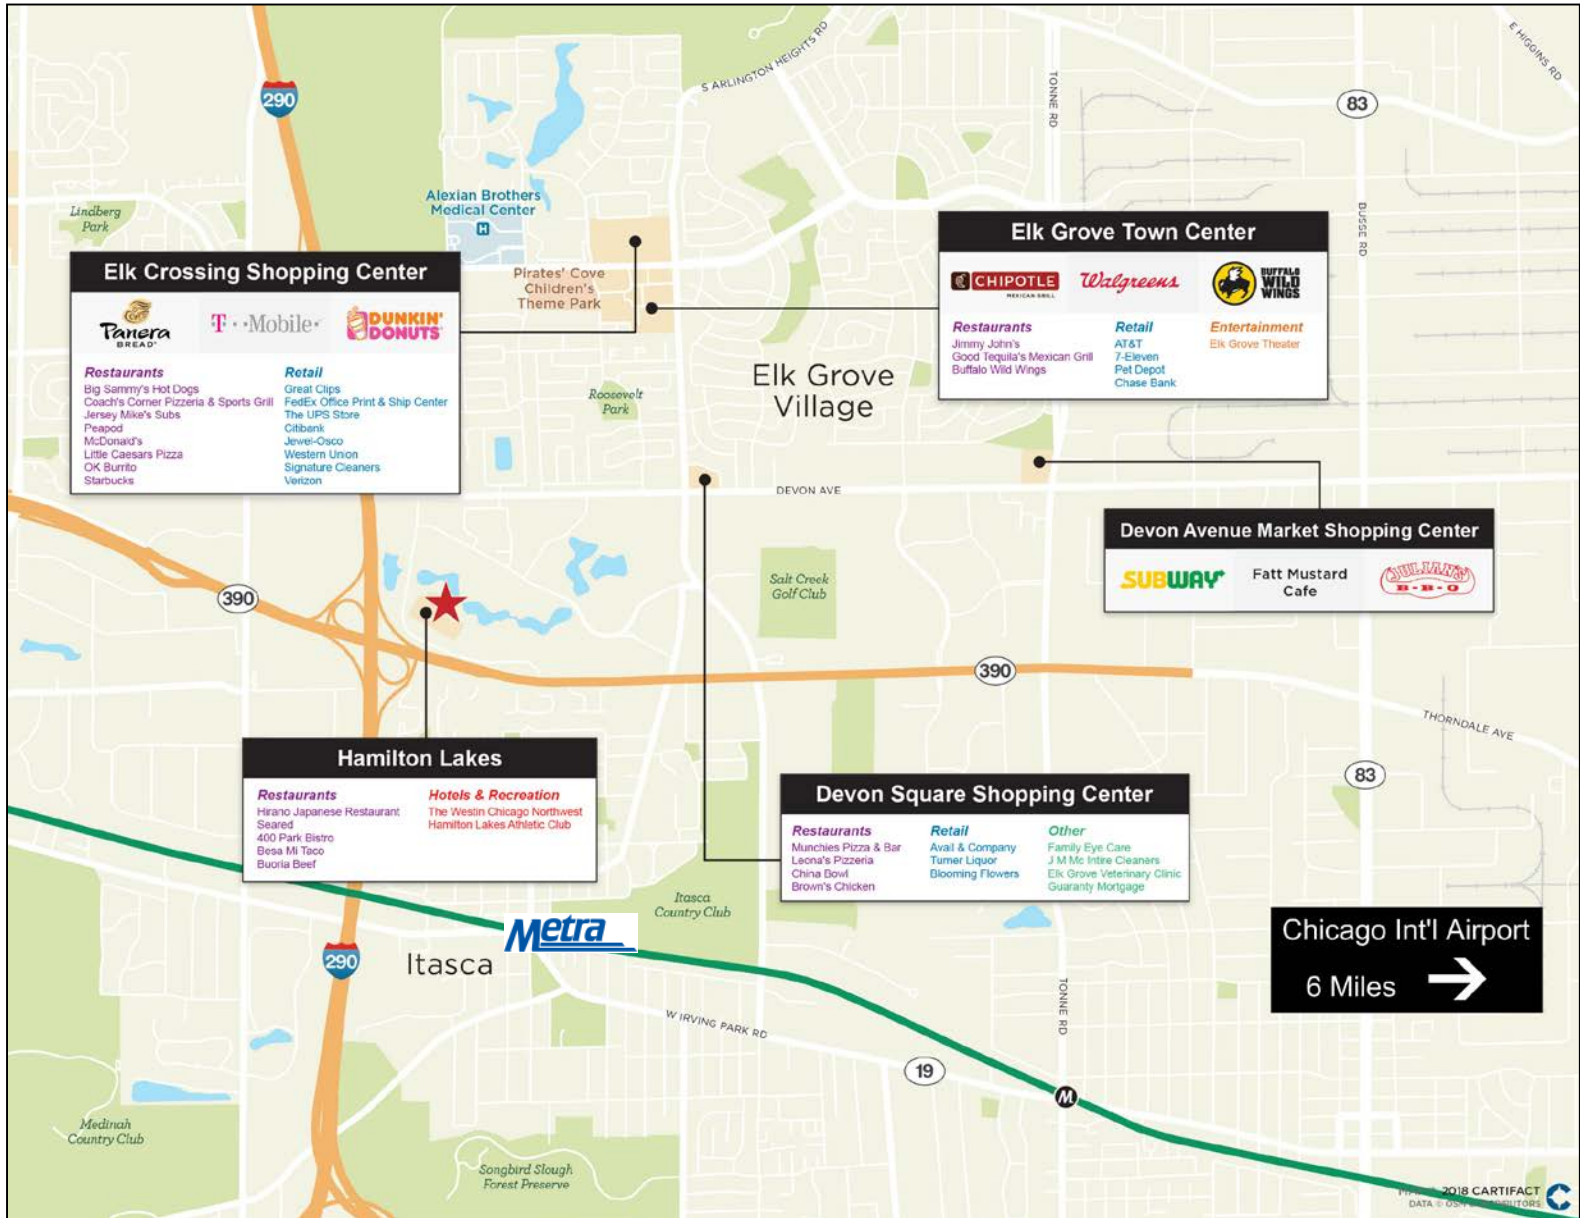 290
S ARLINGTON HEIGHTS RD
TONNE RD
E HIGGINS RD
83
BUSSE RD
Lindberg
Park
Alexian Brothers
Medical Center
H
Pirates' Cove
Children's
Theme Park
Elk Crossing Shopping Center
Panera
BREAD®
T··Mobile·
DUNKIN'
DONUTS
Restaurants
Big Sammy's Hot Dogs
Coach's Corner Pizzeria & Sports Grill
Jersey Mike's Subs
Peapod
McDonald's
Little Caesars Pizza
OK Burrito
Starbucks
Retail
Great Clips
FedEx Office Print & Ship Center
The UPS Store
Citibank
Jewel-Osco
Western Union
Signature Cleaners
Verizon
Elk Grove Town Center
CHIPOTLE
MEXICAN GRILL
Walgreens
BUFFALO
WILD
WINGS
Restaurants
Jimmy John's
Good Tequila's Mexican Grill
Buffalo Wild Wings
Retail
AT&T
7-Eleven
Pet Depot
Chase Bank
Entertainment
Elk Grove Theater
Elk Grove
Village
Roosevelt
Park
DEVON AVE
Devon Avenue Market Shopping Center
SUBWAY
Fatt Mustard
Cafe
JULIAN'S
B-B-Q
Salt Creek
Golf Club
390
390
THORNDALE AVE
83
Hamilton Lakes
Restaurants
Hirano Japanese Restaurant
Seared
400 Park Bistro
Besa Mi Taco
Buoria Beef
Hotels & Recreation
The Westin Chicago Northwest
Hamilton Lakes Athletic Club
Devon Square Shopping Center
Restaurants
Munchies Pizza & Bar
Leona's Pizzeria
China Bowl
Brown's Chicken
Retail
Avail & Company
Turner Liquor
Blooming Flowers
Other
Family Eye Care
J M Mc Intire Cleaners
Elk Grove Veterinary Clinic
Guaranty Mortgage
Itasca
Country Club
Metra
Itasca
290
W IRVING PARK RD
TONNE RD
19
M
Chicago Int'l Airport
6 Miles
Medinah
Country Club
Songbird Slough
Forest Preserve
2018 CARTIFACT
DATA ©